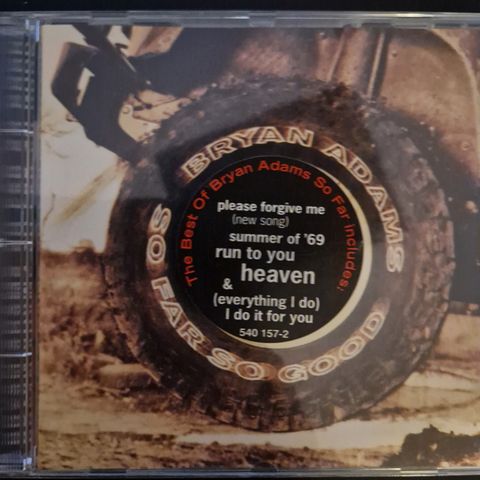 BRYAN ADAMS
SO FAR SO GOOD
The Best Of Bryan Adams So Far includes:
please forgive me
(new song)
summer of '69
run to you
heaven
&
(everything I do)
I do it for you
540 157-2